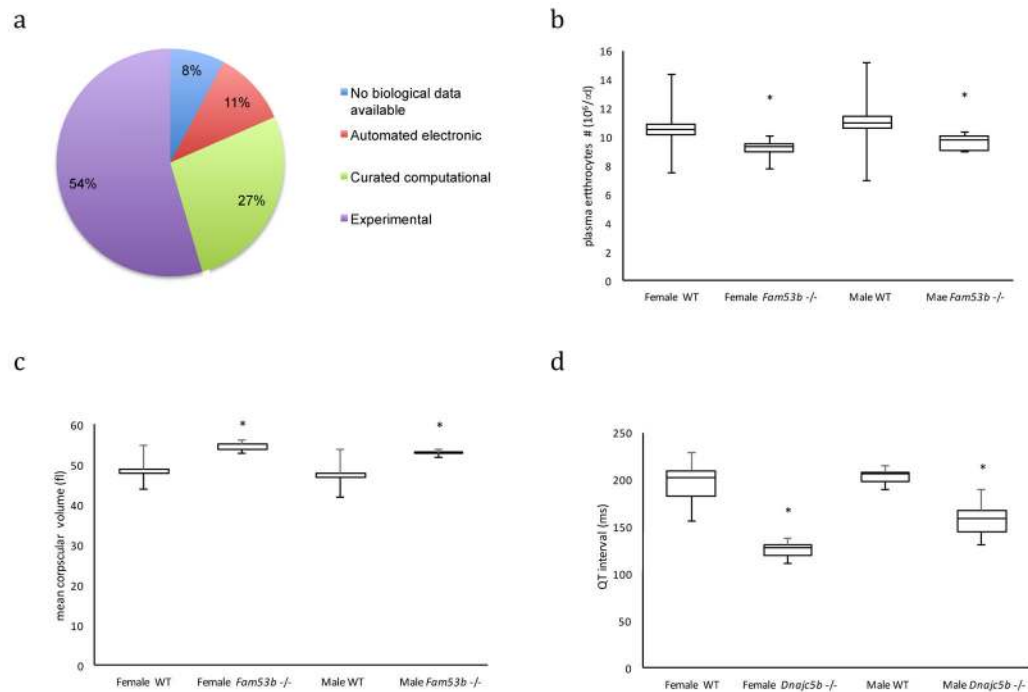 a
8%
11%
27%
54%
No biological data
available
Automated electronic
Curated computational
Experimental
b
plasma ertthrocytes # (10⁶/
16
14
12
10
8
6
4
2
0
*
*
Female WT
Female Fam53b -/-
Male WT
Mae Fam53b -/-
c
mean corpscular volume (fl)
60
50
40
30
20
10
0
*
*
Female WT
Female Fam53b -/-
Male WT
Male Fam53b -/-
d
QT interval (ms)
250
200
150
100
50
0
*
*
Female WT
Female Dnajc5b -/-
Male WT
Male Dnajc5b -/-